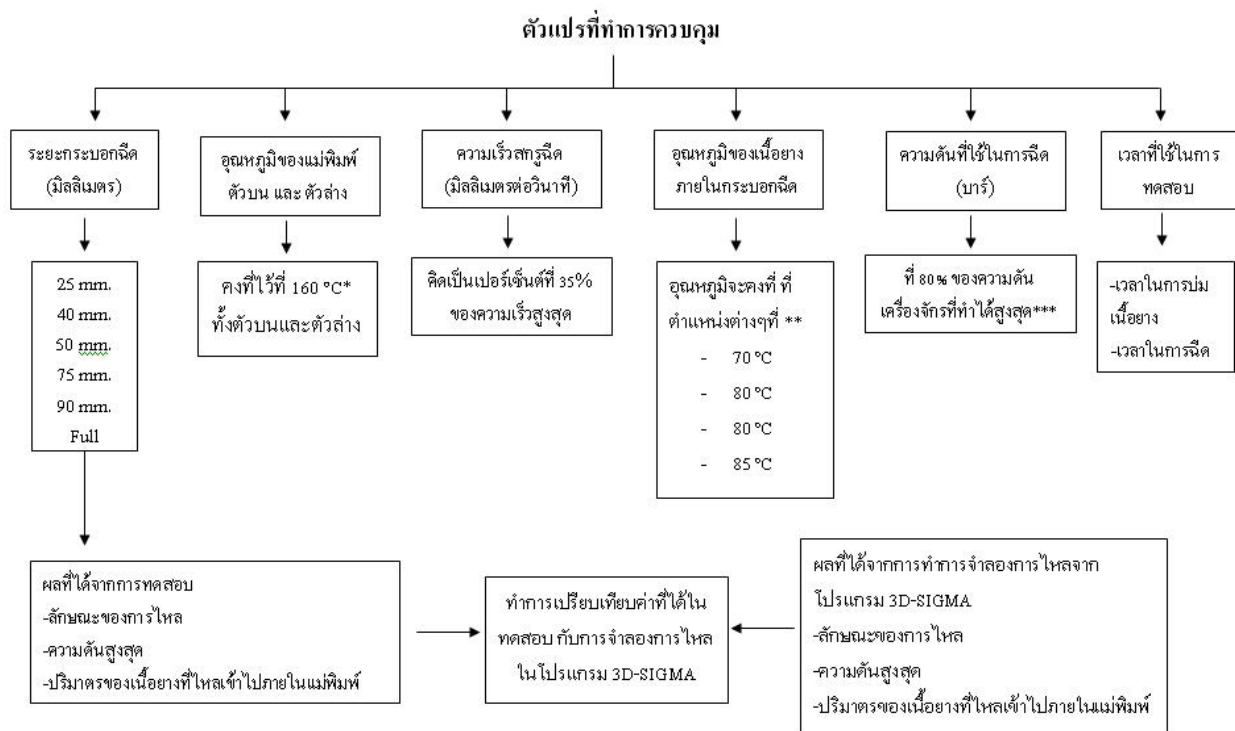 ตัวแปรที่ทำการควบคุม
ระยะกระบอกฉีด
(มิลลิเมตร)
อุณหภูมิของแม่พิมพ์
ตัวบน และ ตัวล่าง
ความเร็วสกรูฉีด
(มิลลิเมตรต่อวินาที)
อุณหภูมิของเนื้อยาง
ภายในกระบอกฉีด
ความดันที่ใช้ในการฉีด
(บาร์)
เวลาที่ใช้ในการ
ทดสอบ
25 mm.
40 mm.
50 mm.
75 mm.
90 mm.
Full
คงที่ไว้ที่ 160 °C*
ทั้งตัวบนและตัวล่าง
คิดเป็นเปอร์เซ็นต์ที่ 35%
ของความเร็วสูงสุด
อุณหภูมิจะคงที่ ที่
ตำแหน่งต่างๆที่ **
- 70 °C
- 80 °C
- 80 °C
- 85 °C
ที่ 80% ของความดัน
เครื่องจักรที่ทำได้สูงสุด***
-เวลาในการบ่ม
เนื้อยาง
-เวลาในการฉีด
ผลที่ได้จากการทดสอบ
-ลักษณะของการไหล
-ความดันสูงสุด
-ปริมาตรของเนื้อยางที่ไหลเข้าไปภายในแม่พิมพ์
ทำการเปรียบเทียบค่าที่ได้ใน
ทดสอบ กับการจำลองการไหล
ในโปรแกรม 3D-SIGMA
ผลที่ได้จากการทำการจำลองการไหลจาก
โปรแกรม 3D-SIGMA
-ลักษณะของการไหล
-ความดันสูงสุด
-ปริมาตรของเนื้อยางที่ไหลเข้าไปภายในแม่พิมพ์